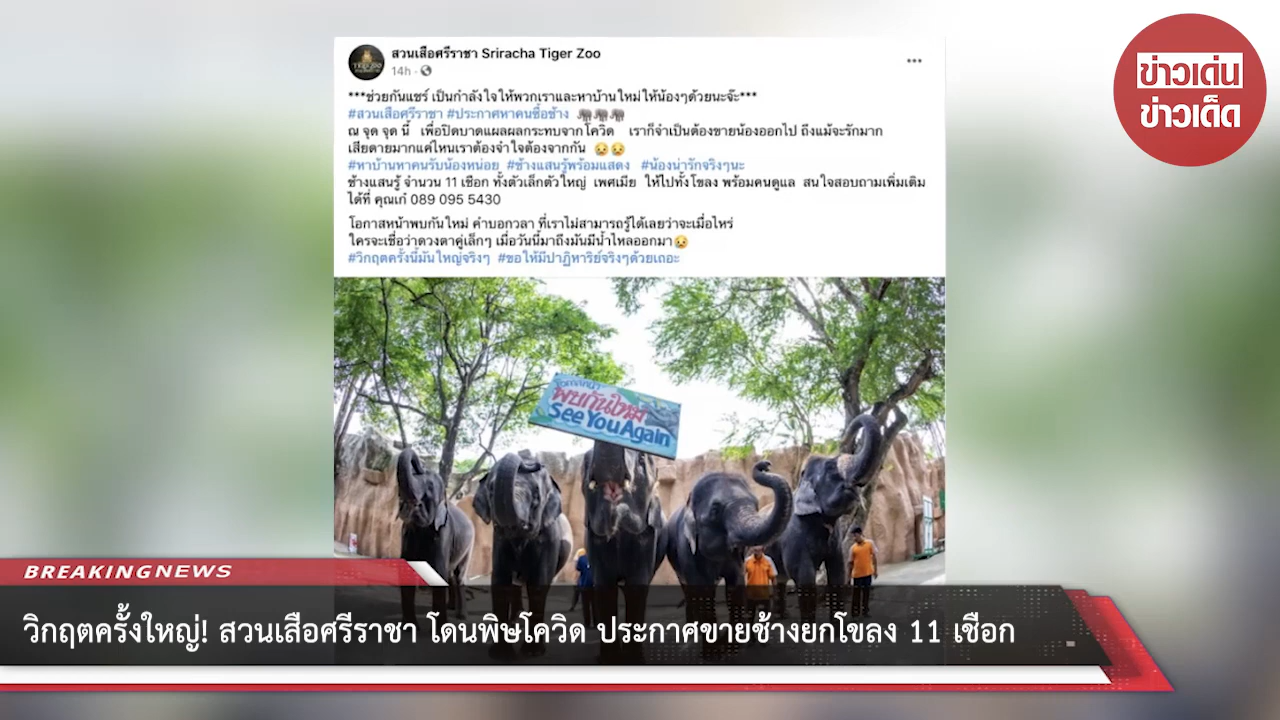 สวนเสือศรีราชา Sriracha Tiger Zoo
14h
***ช่วยกันแชร์ เป็นกำลังใจให้พวกเราและหาบ้านใหม่ให้น้องๆด้วยนะจ๊ะ***
#สวนเสือศรีราชา #ประกาศหาคนซื้อช้าง 🐘🐘🐘
ณ จุด จุด นี้ เพื่อปิดบาดแผลผลกระทบจากโควิด เราก็จำเป็นต้องขายน้องออกไป ถึงแม้จะรักมาก
เสียดายมากแค่ไหนเราต้องจำใจต้องจากกัน 😥😥
#หาบ้านหาคนรับน้องหน่อย #ช้างแสนรู้พร้อมแสดง #น้องน่ารักจริงๆนะ
ช้างแสนรู้ จำนวน 11 เชือก ทั้งตัวเล็กตัวใหญ่ เพศเมีย ให้ไปทั้งโขลง พร้อมคนดูแล สนใจสอบถามเพิ่มเติม
ได้ที่ คุณเก๋ 089 095 5430
โอกาสหน้าพบกันใหม่ คำบอกลา ที่เราไม่สามารถรู้ได้เลยว่าจะเมื่อไหร่
ใครจะเชื่อว่าดวงตาคู่เล็กๆ เมื่อวันนี้มาถึงมันมีน้ำไหลออกมา😥
#วิกฤตครั้งนี้มันใหญ่จริงๆ #ขอให้มีปาฏิหาริย์จริงๆด้วยเถอะ
ข่าวเด่น
ข่าวเด็ด
โอกาสหน้า
พบกันใหม่
See You Again
BREAKING NEWS
วิกฤตครั้งใหญ่! สวนเสือศรีราชา โดนพิษโควิด ประกาศขายช้างยกโขลง 11 เชือก